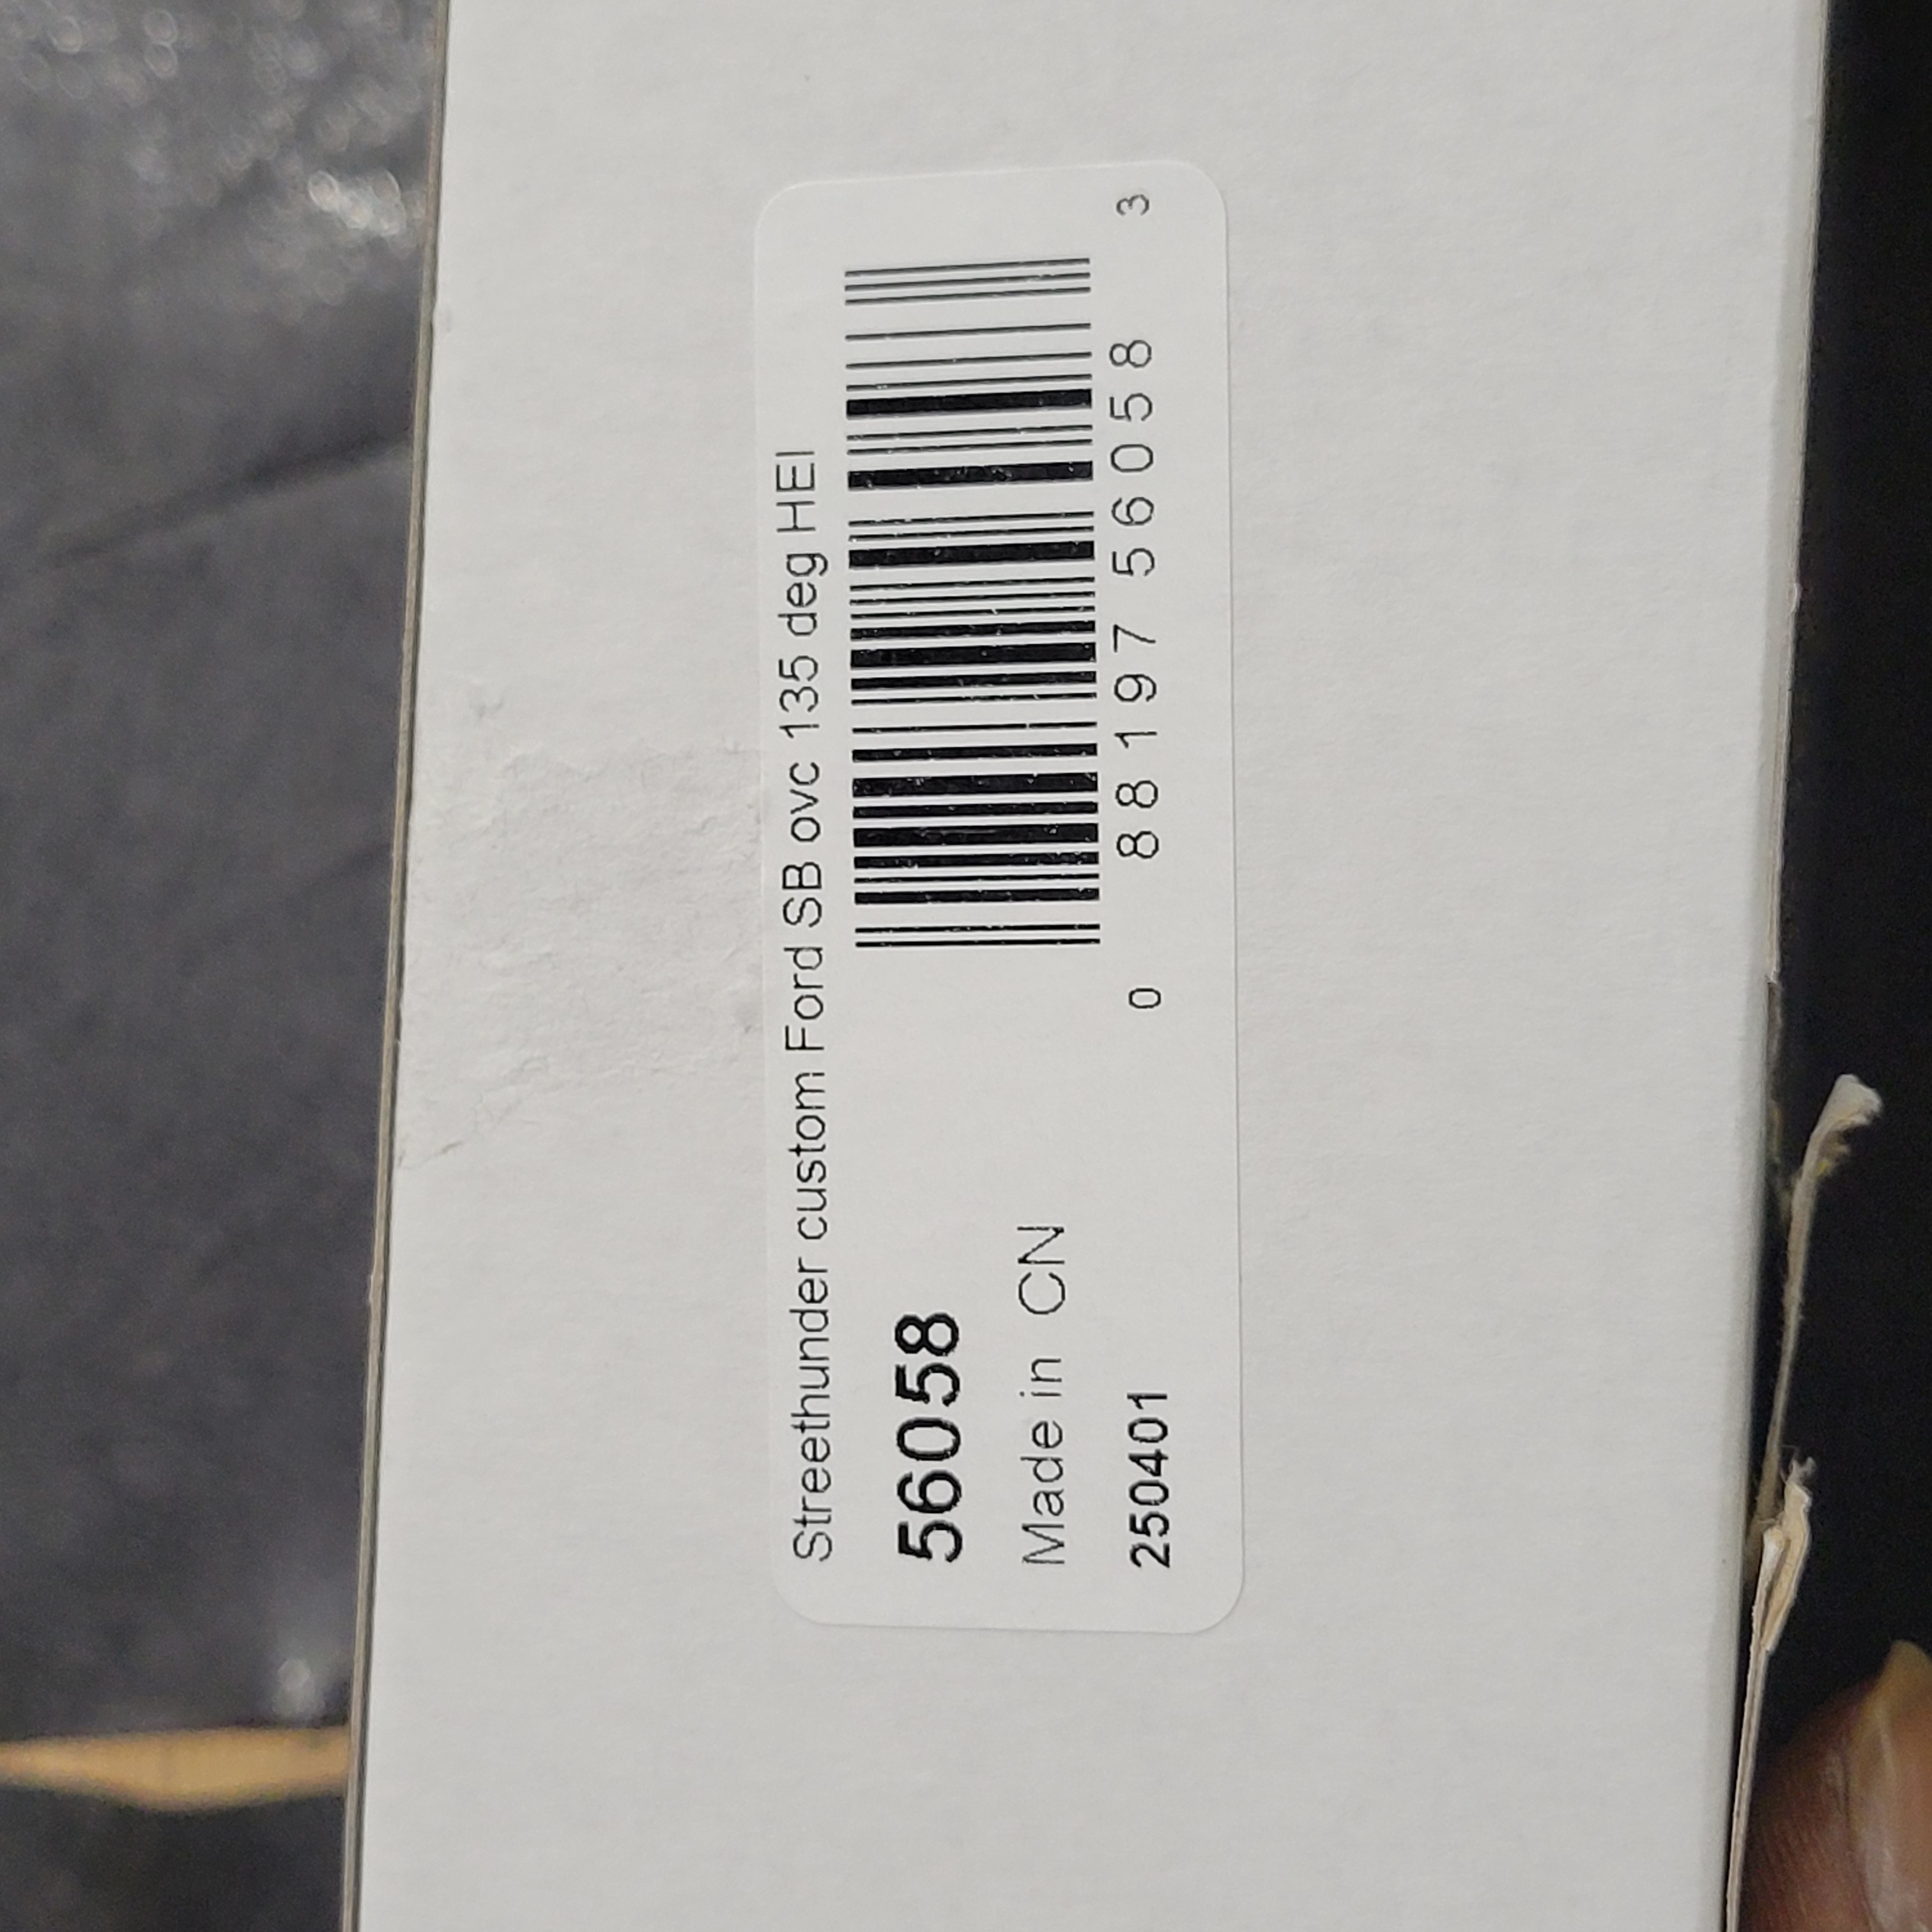 Streethunder custom Ford SB ovc 135 deg HEI
56058
Made in CN
250401
0 88197 56058 3